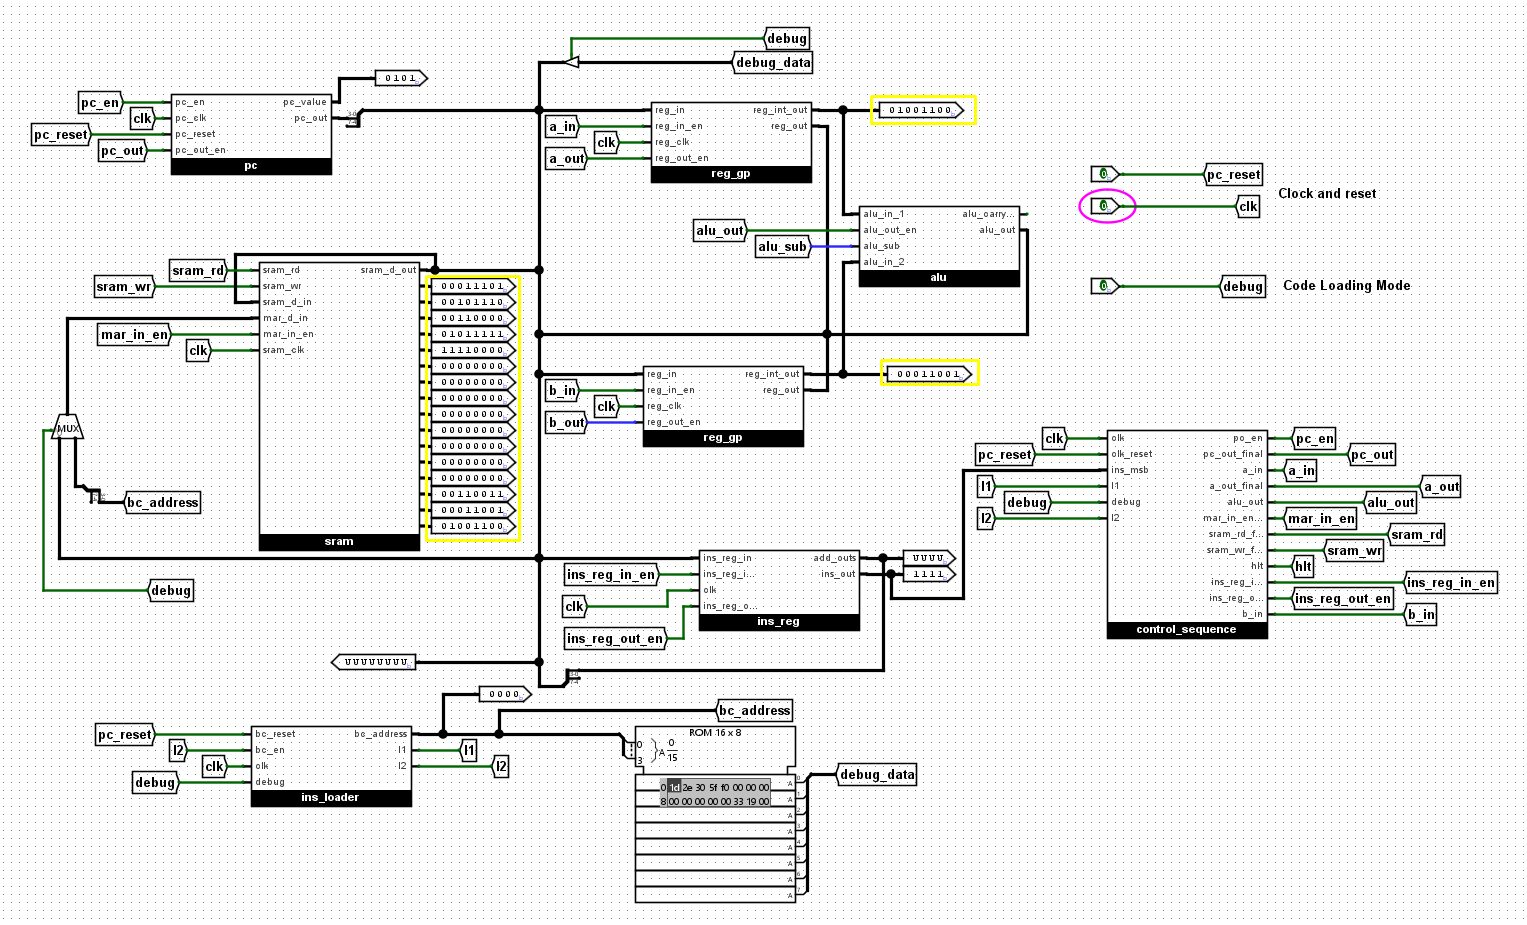 debug
debug_data
0101
pc_en
clk
pc_reset
pc_out
pc_en
pc_clk
pc_reset
pc_out_en
pc_value
pc_out
pc
a_in
clk
a_out
reg_in
reg_in_en
reg_clk
reg_out_en
reg_int_out
reg_out
reg_gp
01001100
pc_reset
clk
Clock and reset
0
0
alu_out
alu_sub
alu_in_1
alu_out_en
alu_sub
alu_in_2
alu_carry...
alu_out
alu
0
debug
Code Loading Mode
sram_rd
sram_wr
mar_in_en
clk
sram_rd
sram_wr
sram_d_in
mar_d_in
mar_in_en
sram_clk
sram_d_out
sram
00011101
00101110
00110000
01011111
11110000
00000000
00000000
00000000
00000000
00000000
00000000
00000000
00000000
00110011
00011001
01001100
b_in
clk
b_out
reg_in
reg_in_en
reg_clk
reg_out_en
reg_int_out
reg_out
reg_gp
00011001
MUX
bc_address
debug
clk
pc_reset
I1
debug
I2
clk
clk_reset
ins_msb
I1
debug
I2
pc_en
pc_out_final
a_in
a_out_final
alu_out
mar_in_en...
sram_rd_f...
sram_wr_f...
hlt
ins_reg_i...
ins_reg_o...
b_in
control_sequence
pc_en
pc_out
a_in
a_out
alu_out
mar_in_en
sram_rd
sram_wr
hlt
ins_reg_in_en
ins_reg_out_en
b_in
ins_reg_in_en
clk
ins_reg_out_en
ins_reg_in
ins_reg_i...
clk
ins_reg_o...
add_outs
ins_out
ins_reg
UUUU
1111
UUUUUUUU
0000
pc_reset
I2
clk
debug
bc_reset
bc_en
clk
debug
bc_address
I1
I2
ins_loader
I1
I2
bc_address
ROM 16 x 8
0
3
A
0
15
0 1d 2e 30 5f f0 00 00 00
8 00 00 00 00 00 33 19 00
A
A
A
A
A
A
A
A
debug_data